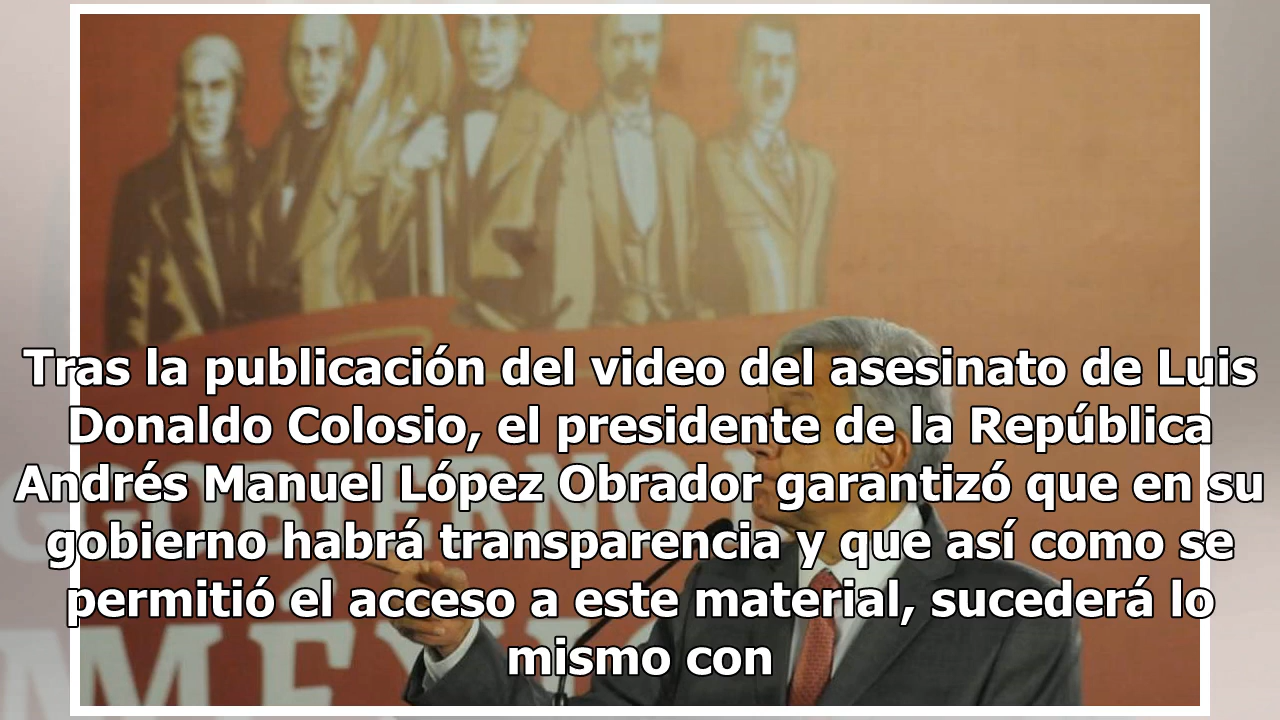 Tras la publicación del video del asesinato de Luis
Donaldo Colosio, el presidente de la República
Andrés Manuel López Obrador garantizó que en su
gobierno habrá transparencia y que así como se
permitió el acceso a este material, sucederá lo
mismo con
GOBIERNO
MÉXI